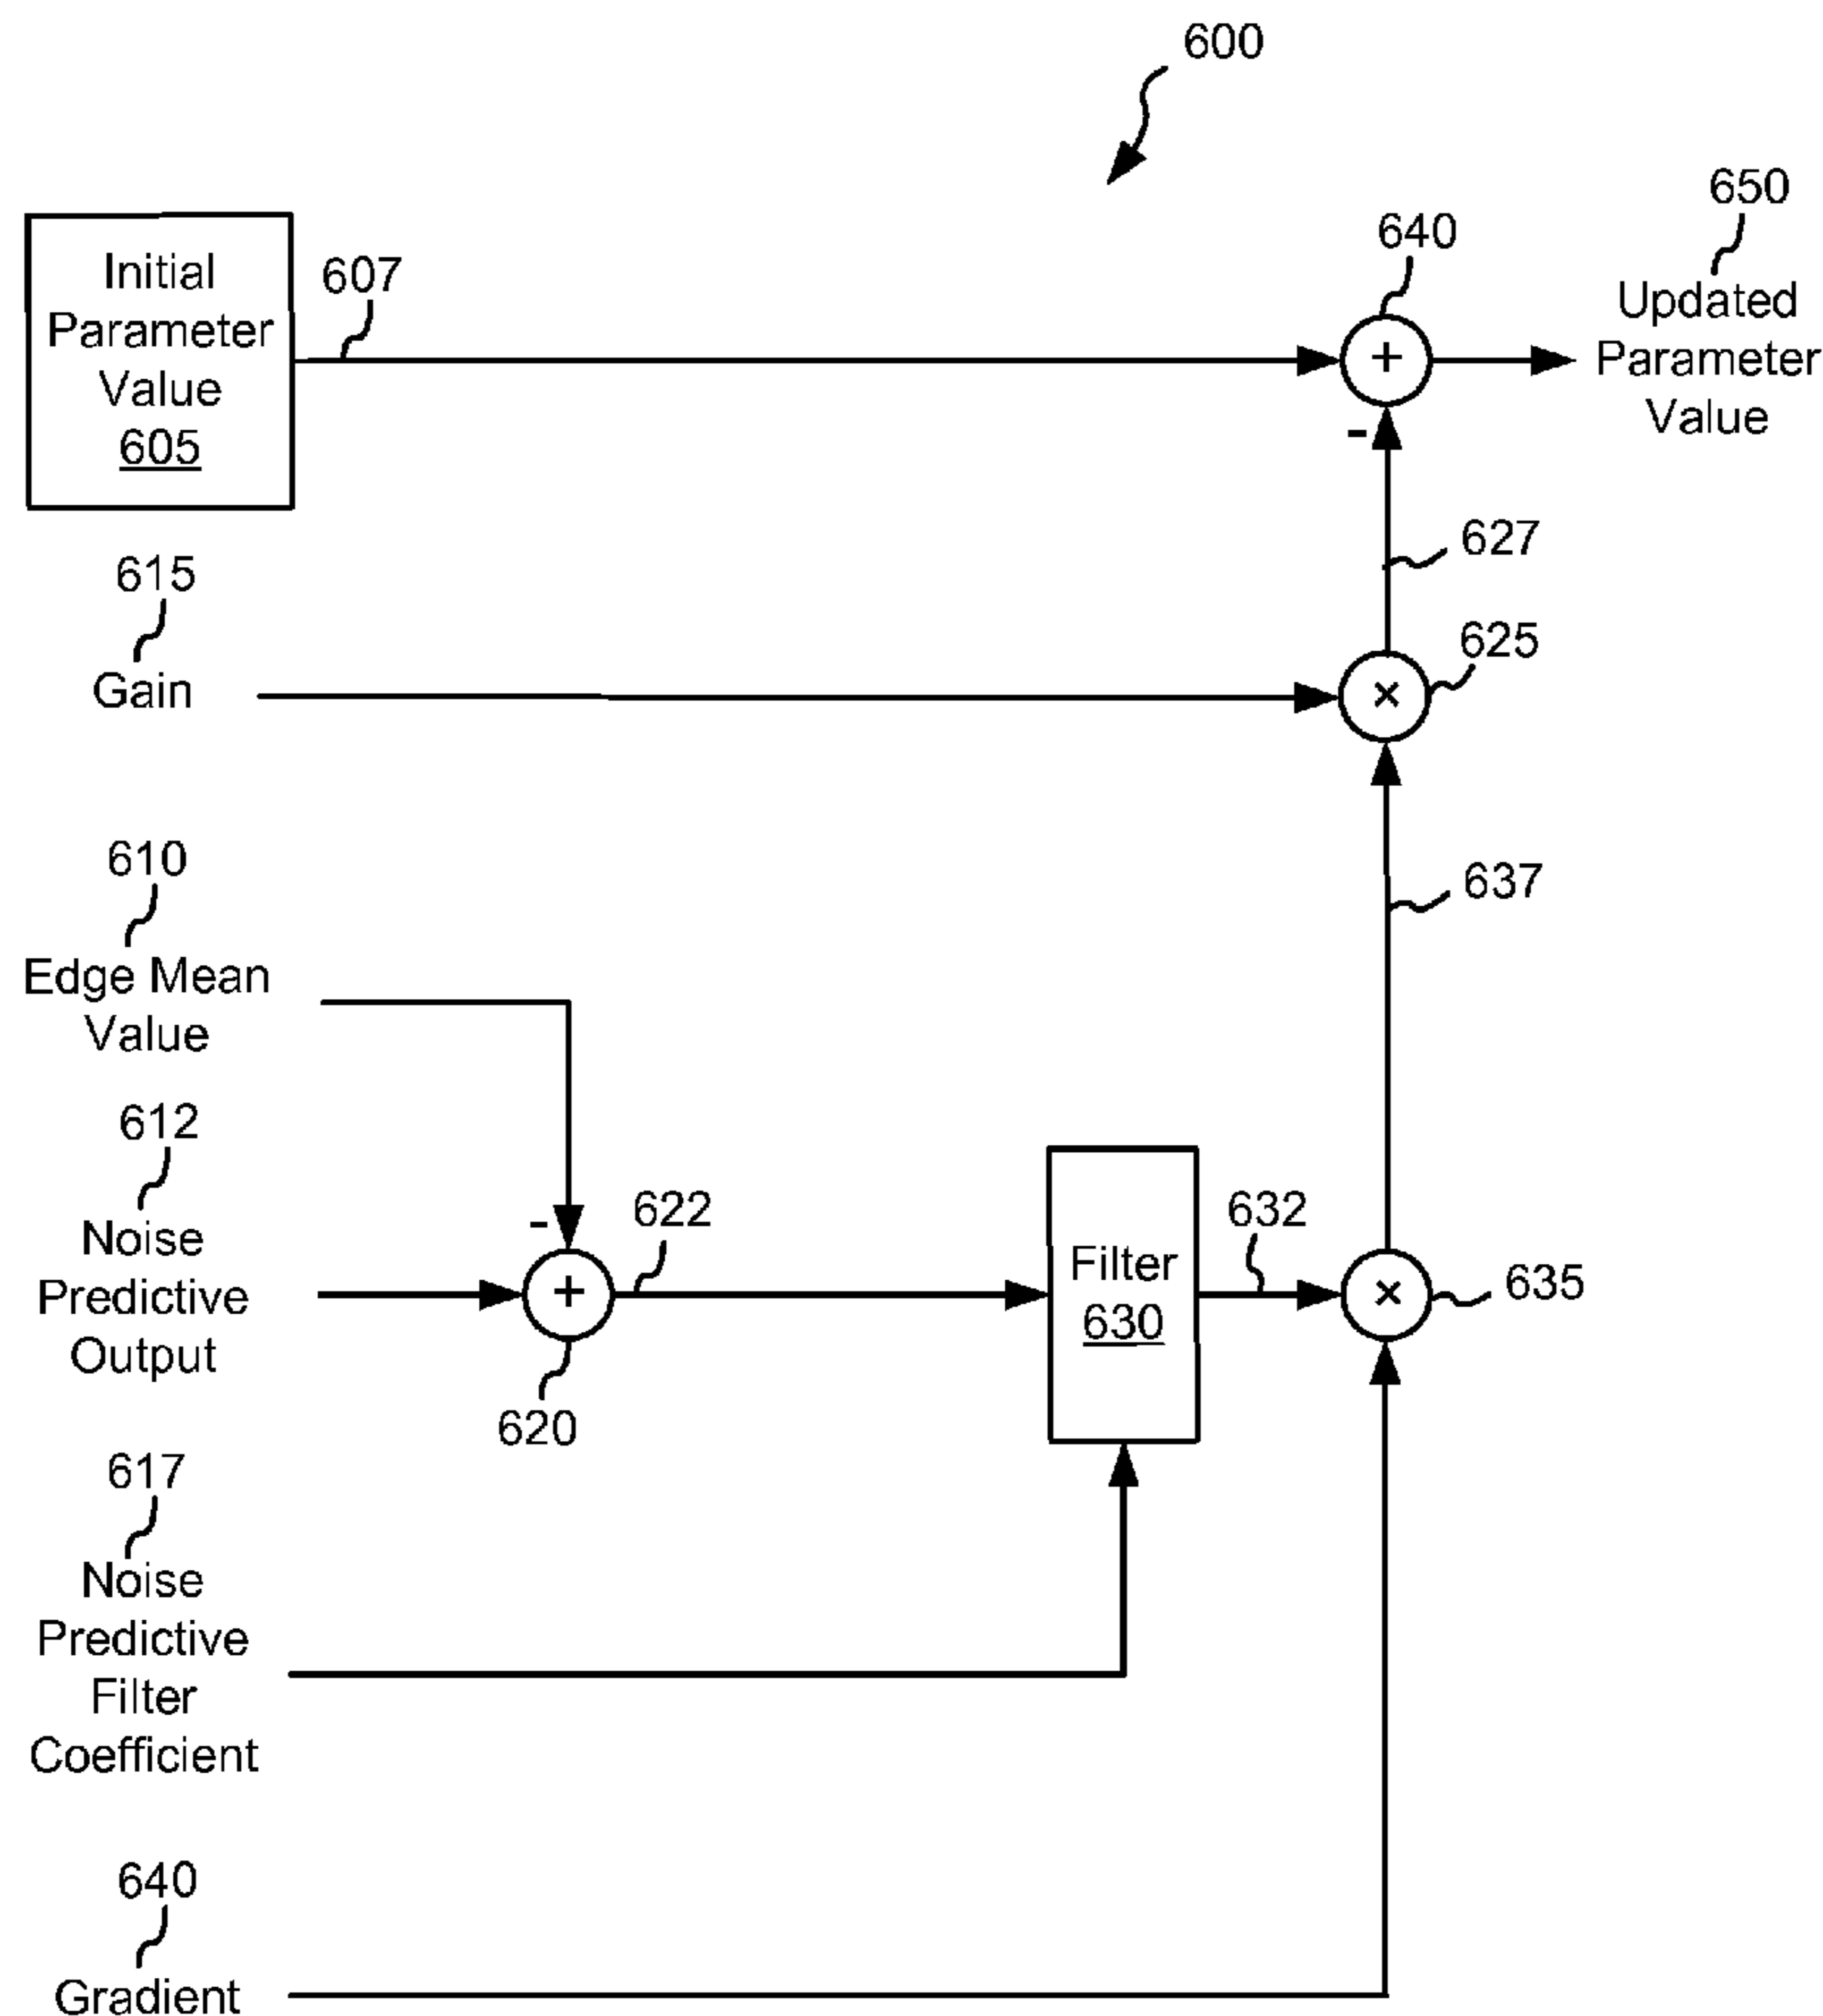 600
650
Updated
Parameter
Value
640
+
-
Initial
Parameter
Value
605
607
627
615
Gain
625
×
610
Edge Mean
Value
637
612
Noise
Predictive
Output
-
+
622
620
Filter
630
632
×
635
617
Noise
Predictive
Filter
Coefficient
640
Gradient